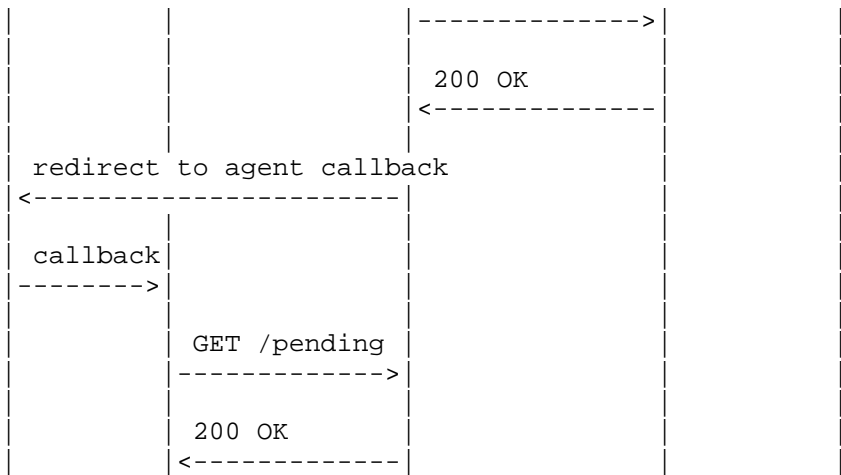 200 OK
redirect to agent callback
callback
GET /pending
200 OK